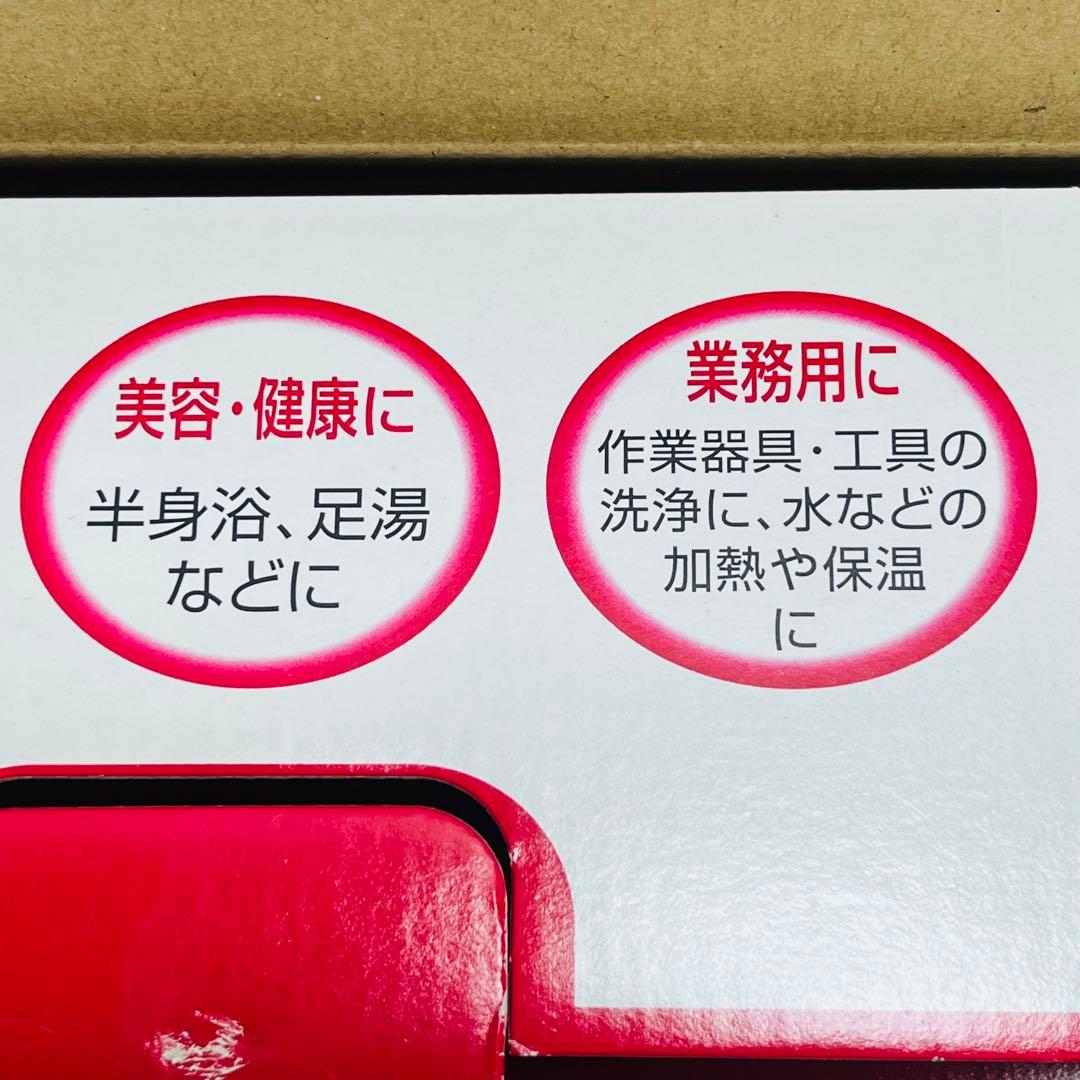 美容・健康に
半身浴、足湯
などに
業務用に
作業器具・工具の
洗浄に、水などの
加熱や保温
に